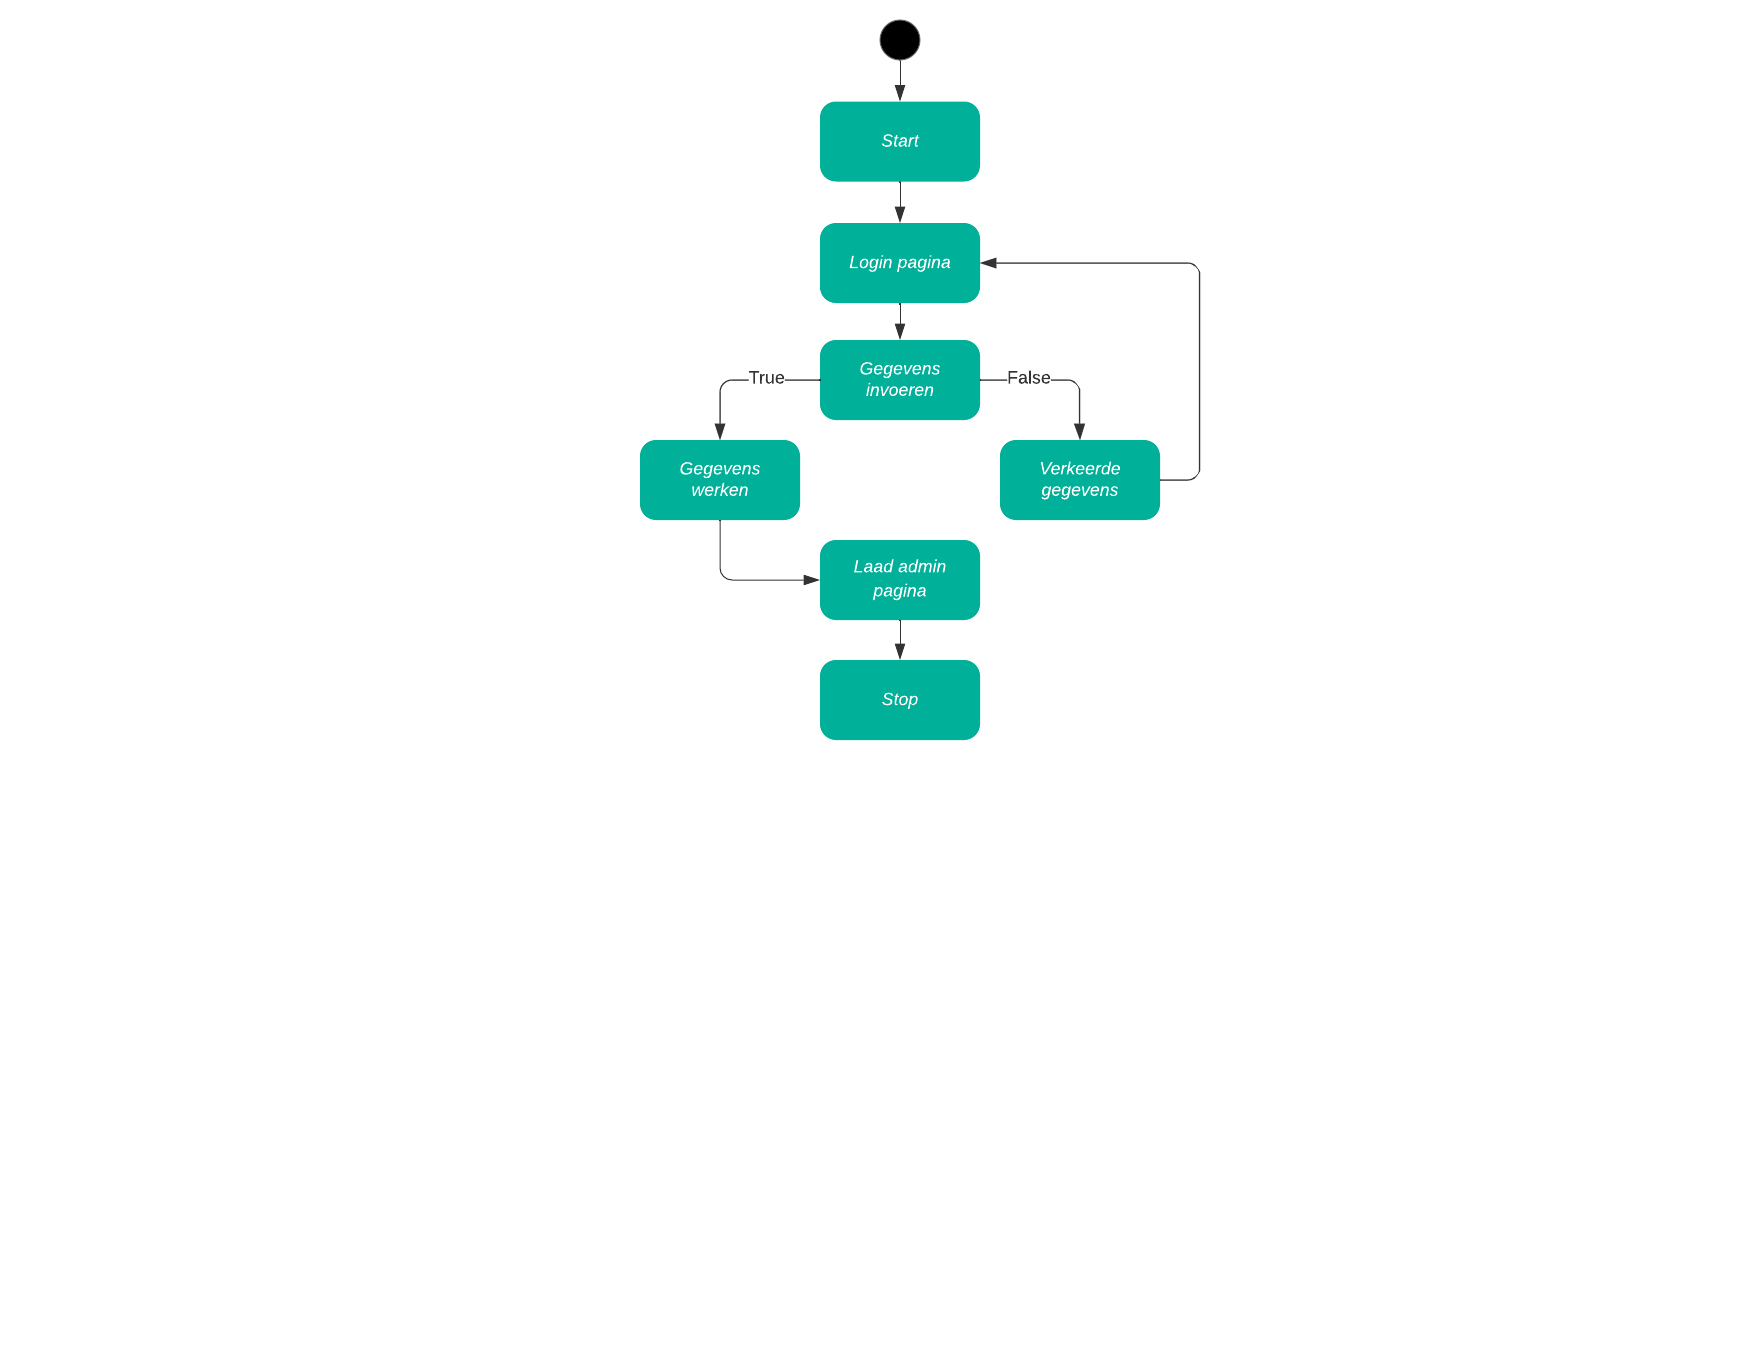 Start
Login pagina
Gegevens
invoeren
True
False
Gegevens
werken
Verkeerde
gegevens
Laad admin
pagina
Stop